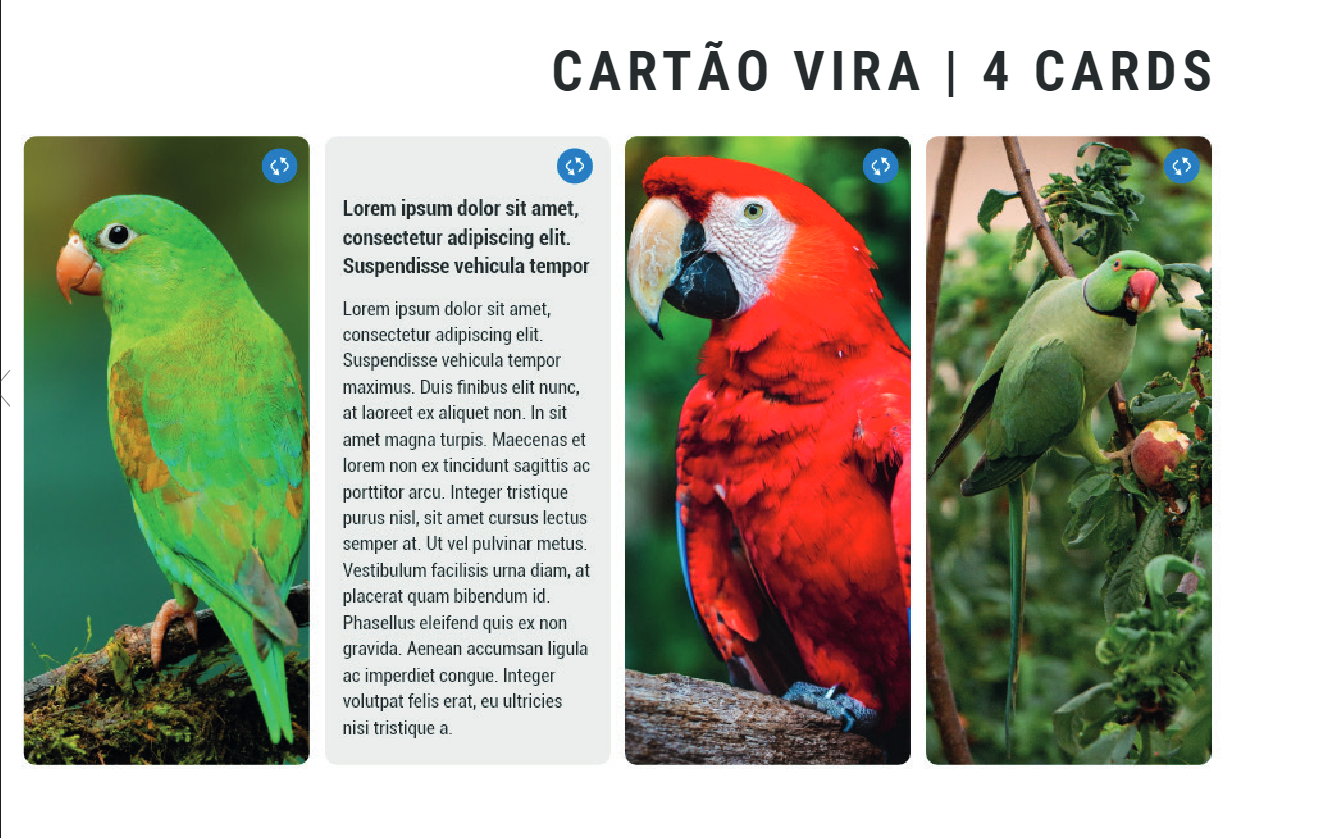 CARTÃO VIRA | 4 CARDS
Lorem ipsum dolor sit amet,
consectetur adipiscing elit.
Suspendisse vehicula tempor
Lorem ipsum dolor sit amet,
consectetur adipiscing elit.
Suspendisse vehicula tempor
maximus. Duis finibus elit nunc,
at laoreet ex aliquet non. In sit
amet magna turpis. Maecenas et
lorem non ex tincidunt sagittis ac
porttitor arcu. Integer tristique
purus nisl, sit amet cursus lectus
semper at. Ut vel pulvinar metus.
Vestibulum facilisis urna diam, at
placerat quam bibendum id.
Phasellus eleifend quis ex non
gravida. Aenean accumsan ligula
ac imperdiet congue. Integer
volutpat felis erat, eu ultricies
nisi tristique a.